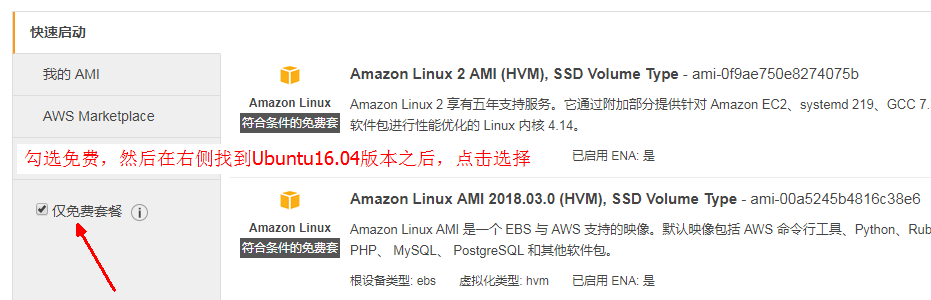 快速启动
我的 AMI
AWS Marketplace
仅免费套餐
勾选免费，然后在右侧找到Ubuntu16.04版本之后，点击选择
Amazon Linux
符合条件的免费套
Amazon Linux 2 AMI (HVM), SSD Volume Type - ami-0f9ae750e8274075b
Amazon Linux 2 享有五年支持服务。它通过附加部分提供针对 Amazon EC2、systemd 219、GCC 7.
软件包进行性能优化的 Linux 内核 4.14。
已启用 ENA: 是
Amazon Linux
符合条件的免费套
Amazon Linux AMI 2018.03.0 (HVM), SSD Volume Type - ami-00a5245b4816c38e6
Amazon Linux AMI 是一个 EBS 与 AWS 支持的映像。默认映像包括 AWS 命令行工具、Python、Rub
PHP、 MySQL、 PostgreSQL 和其他软件包。
根设备类型: ebs 虚拟化类型: hvm 已启用 ENA: 是